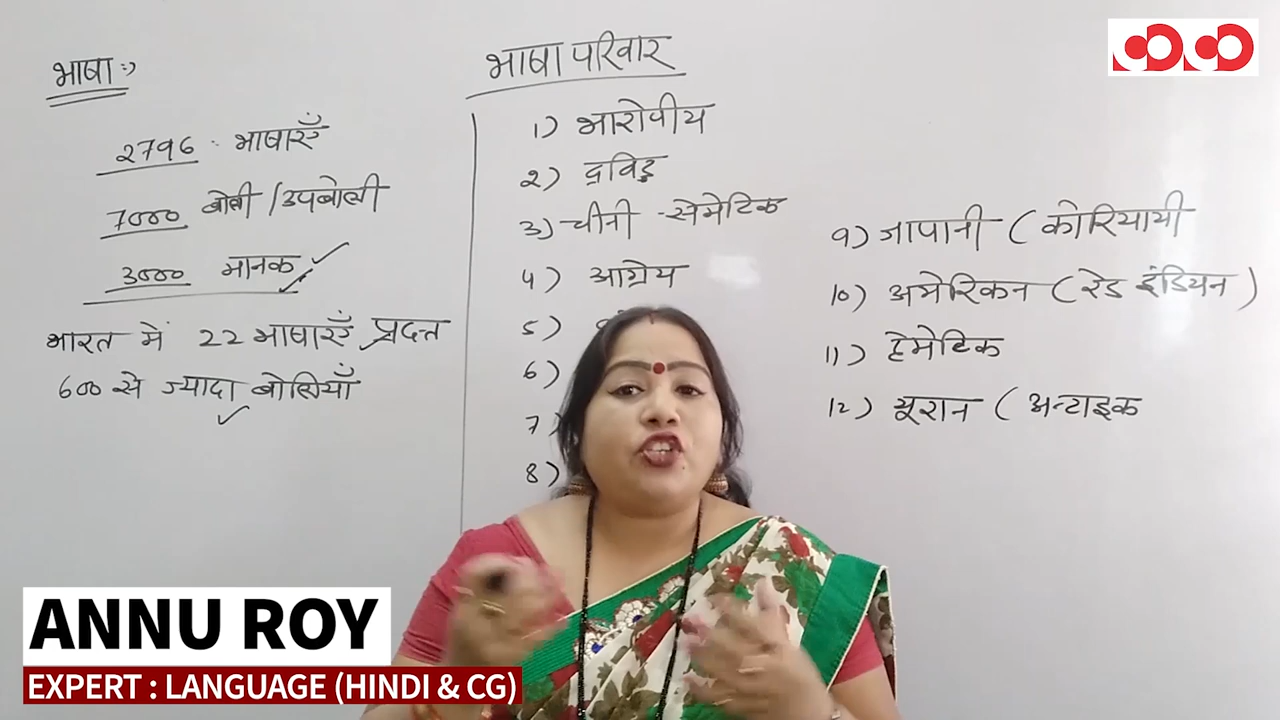 भाषा :-
2796 भाषाएँ
7000 बोली / उपबोली
3000 मानक
भारत में 22 भाषाएँ प्रदत्त
600 से ज्यादा बोलियाँ
भाषा परिवार
1) भारोपीय
2) द्रविड़
3) चीनी - सेमेटिक
4) आग्नेय
5)
6)
7)
8)
9) जापानी ( कोरियायी
10) अमेरिकन ( रेड इंडियन )
11) हेमेटिक
12) यूरान ( अन्टाइक
ANNU ROY
EXPERT : LANGUAGE (HINDI & CG)